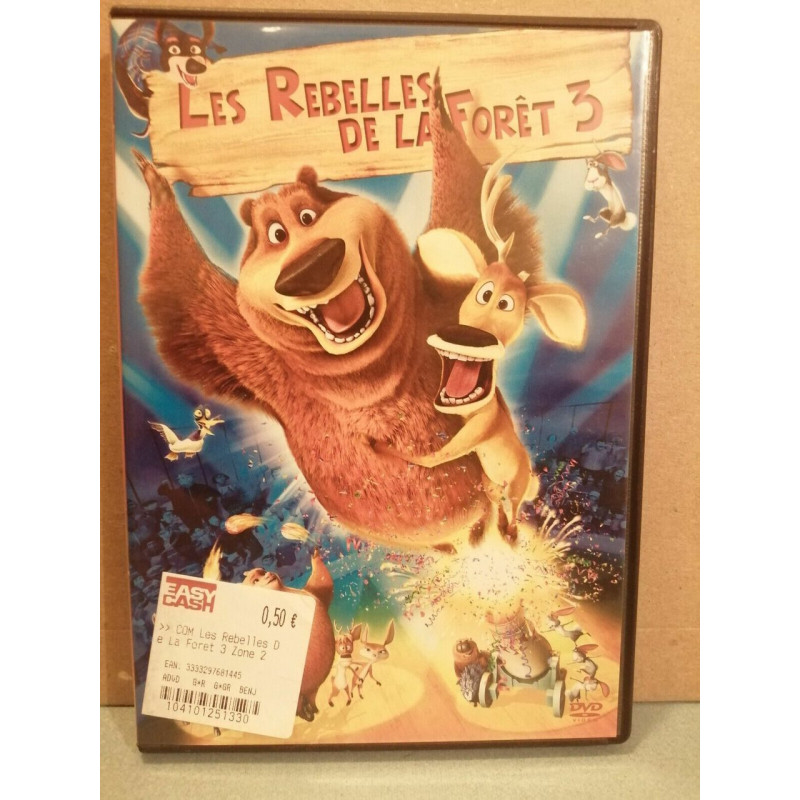 LES REBELLES
DE LA FORÊT 3
EASY
CASH
0,50 €
>> COM Les Rebelles D
e La Foret 3 Zone 2
EAN: 3333297681445
ADVD G*R G*GR BENJ
104101251330
DVD
VIDEO